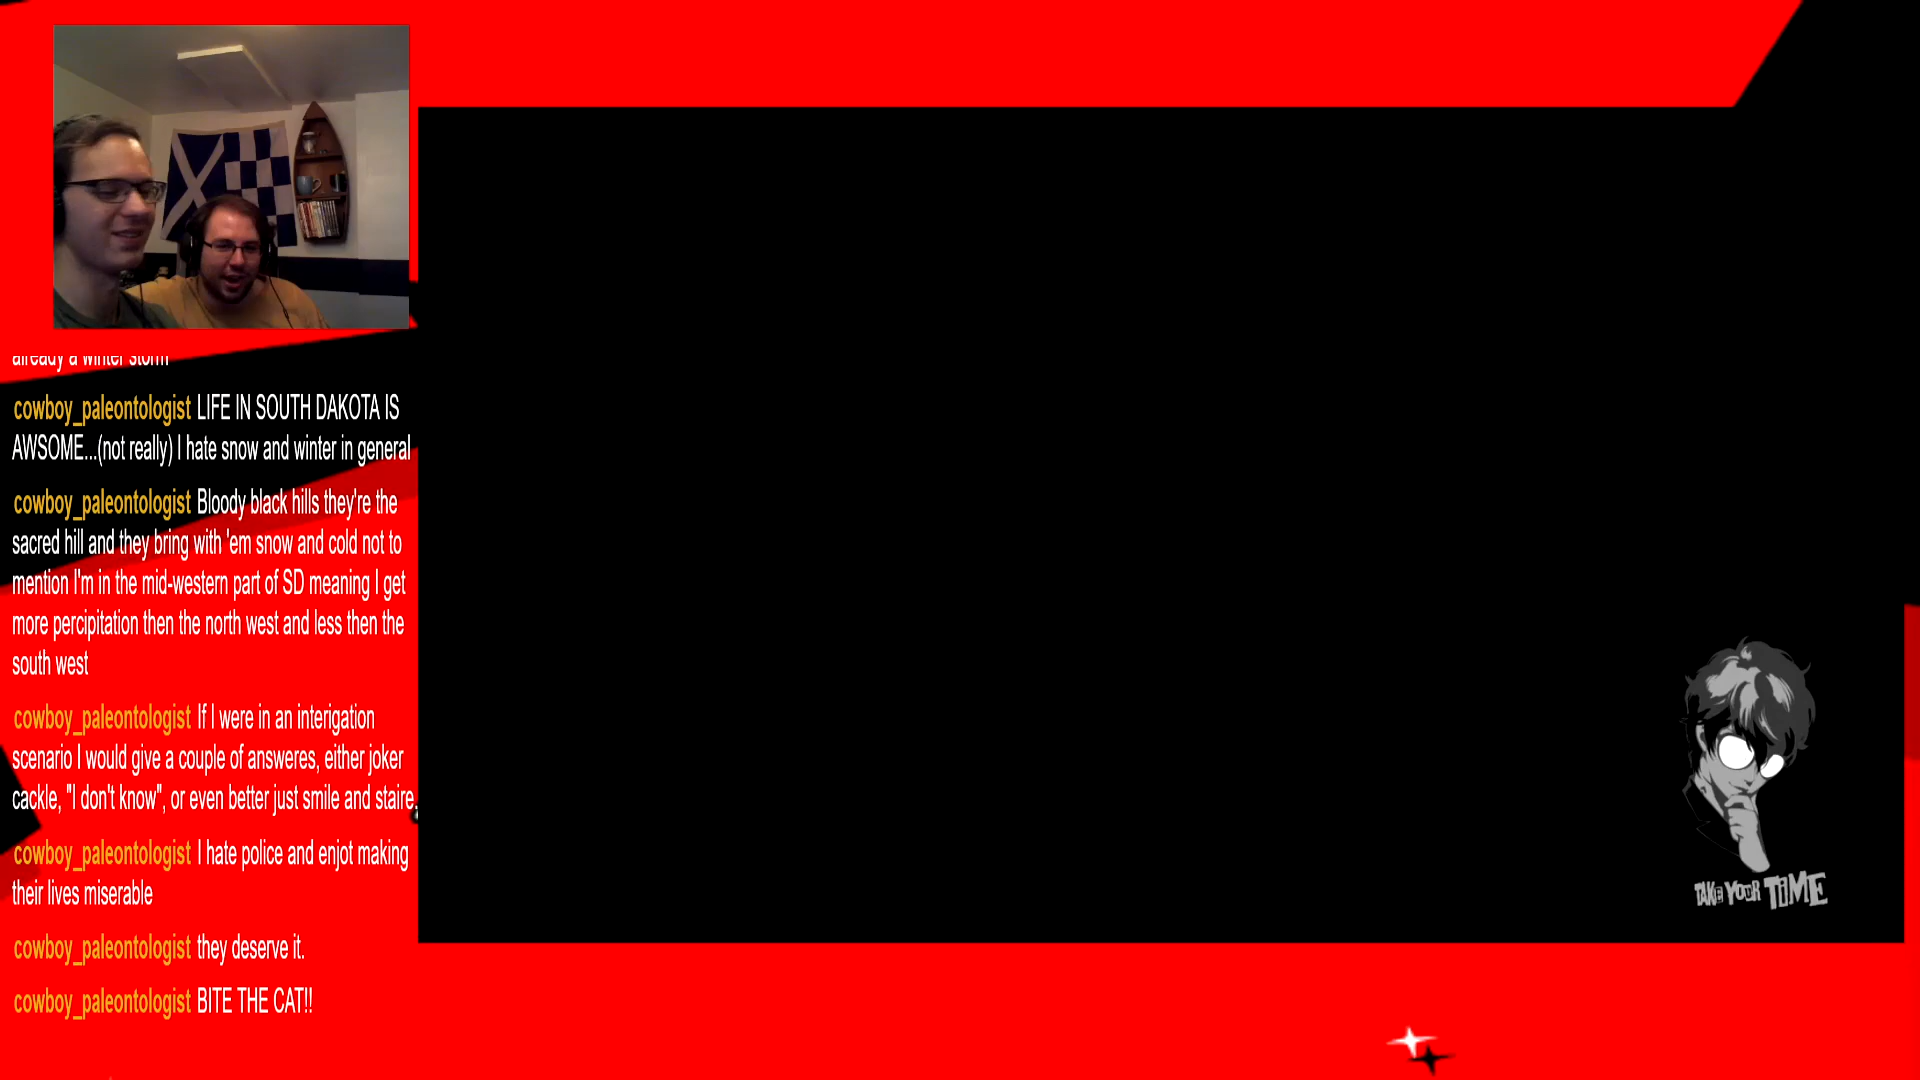 already a winter storm
cowboy_paleontologist LIFE IN SOUTH DAKOTA IS
AWSOME...(not really) I hate snow and winter in general
cowboy_paleontologist Bloody black hills they're the
sacred hill and they bring with 'em snow and cold not to
mention I'm in the mid-western part of SD meaning I get
more percipitation then the north west and less then the
south west
cowboy_paleontologist If I were in an interigation
scenario I would give a couple of answeres, either joker
cackle, "I don't know", or even better just smile and staire.
cowboy_paleontologist I hate police and enjot making
their lives miserable
cowboy_paleontologist they deserve it.
cowboy_paleontologist BITE THE CAT!!
TAKE YOUR TIME